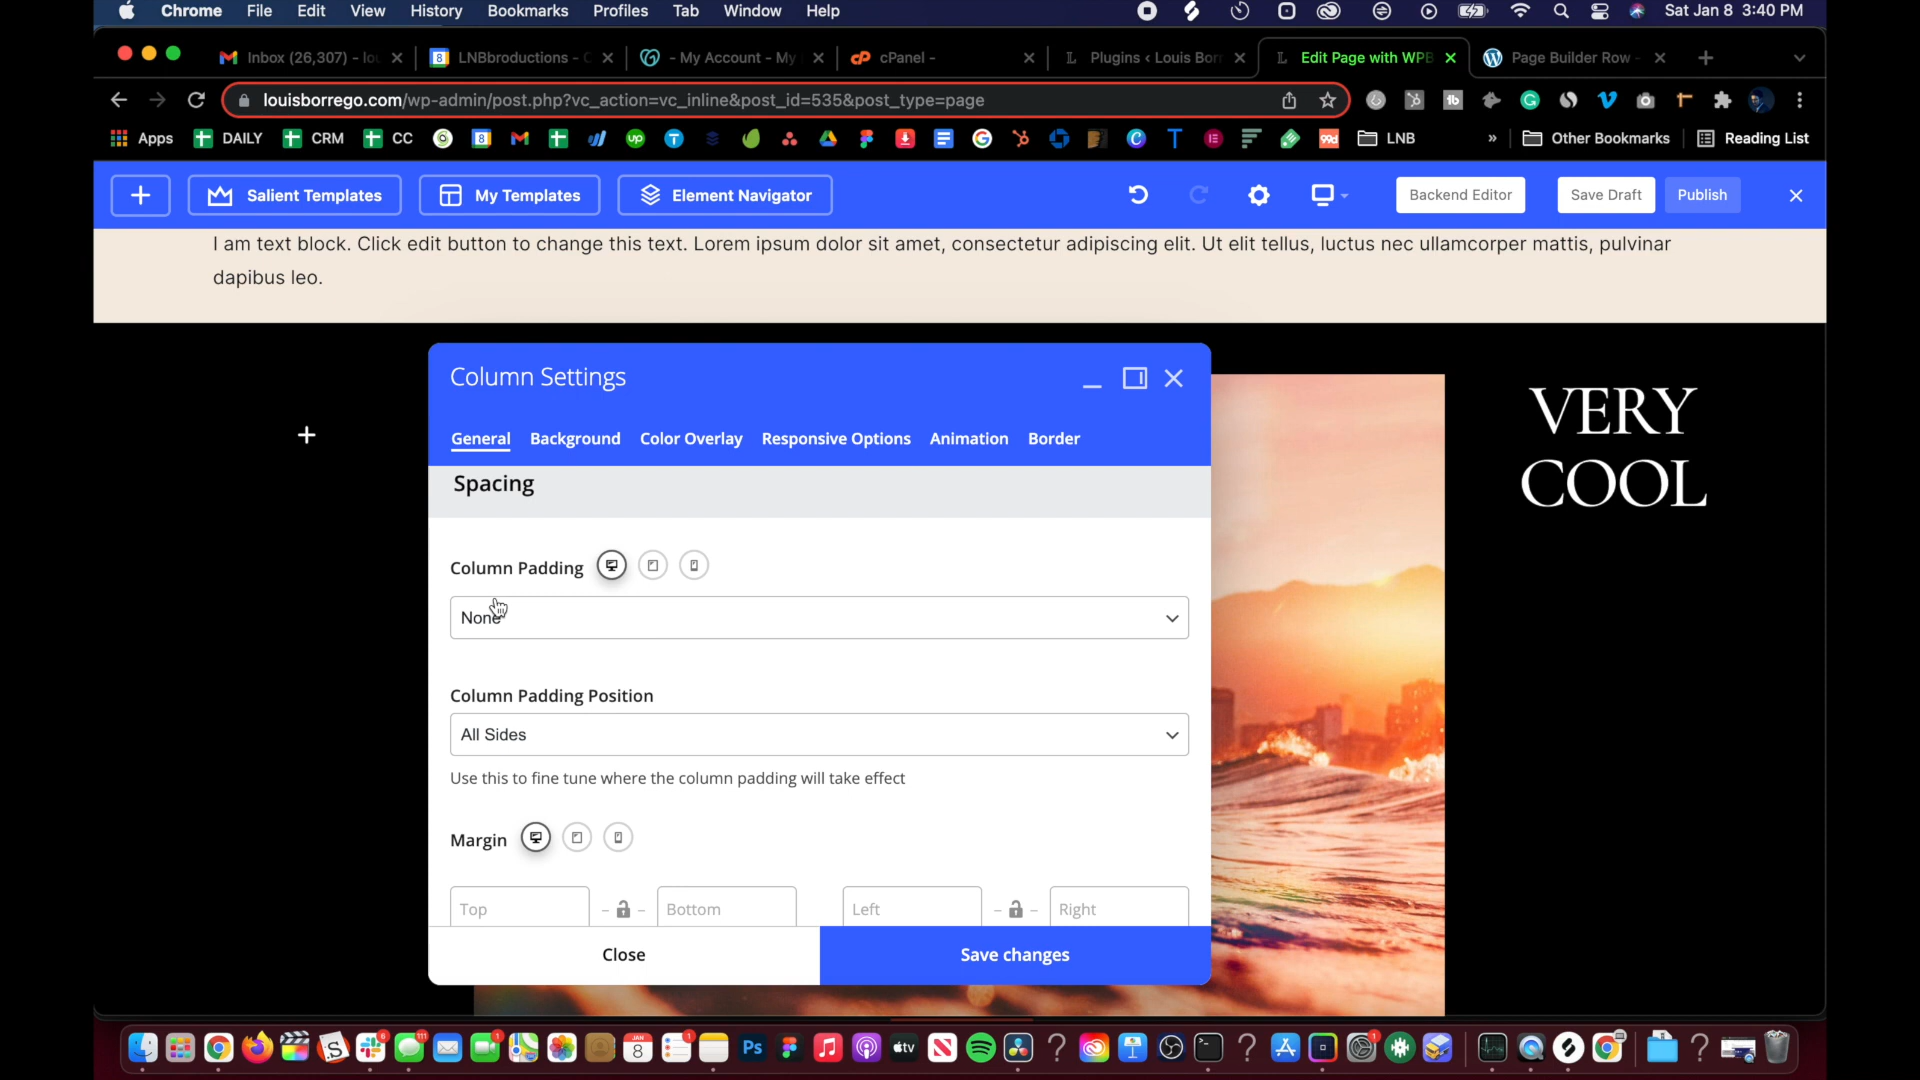 Chrome File Edit View History Bookmarks Profiles Tab Window Help Sat Jan 8 3:40 PM
Inbox (26,307) - lou LNBbroductions - C - My Account - My cPanel - Plugins < Louis Borr Edit Page with WPB Page Builder Row -
louisborrego.com/wp-admin/post.php?vc_action=vc_inline&post_id=535&post_type=page
Apps DAILY CRM CC LNB » Other Bookmarks Reading List
+ Salient Templates My Templates Element Navigator Backend Editor Save Draft Publish
I am text block. Click edit button to change this text. Lorem ipsum dolor sit amet, consectetur adipiscing elit. Ut elit tellus, luctus nec ullamcorper mattis, pulvinar
dapibus leo.
Column Settings
General Background Color Overlay Responsive Options Animation Border
Spacing
Column Padding
None
Column Padding Position
All Sides
Use this to fine tune where the column padding will take effect
Margin
Top Bottom Left Right
Close Save changes
VERY
COOL